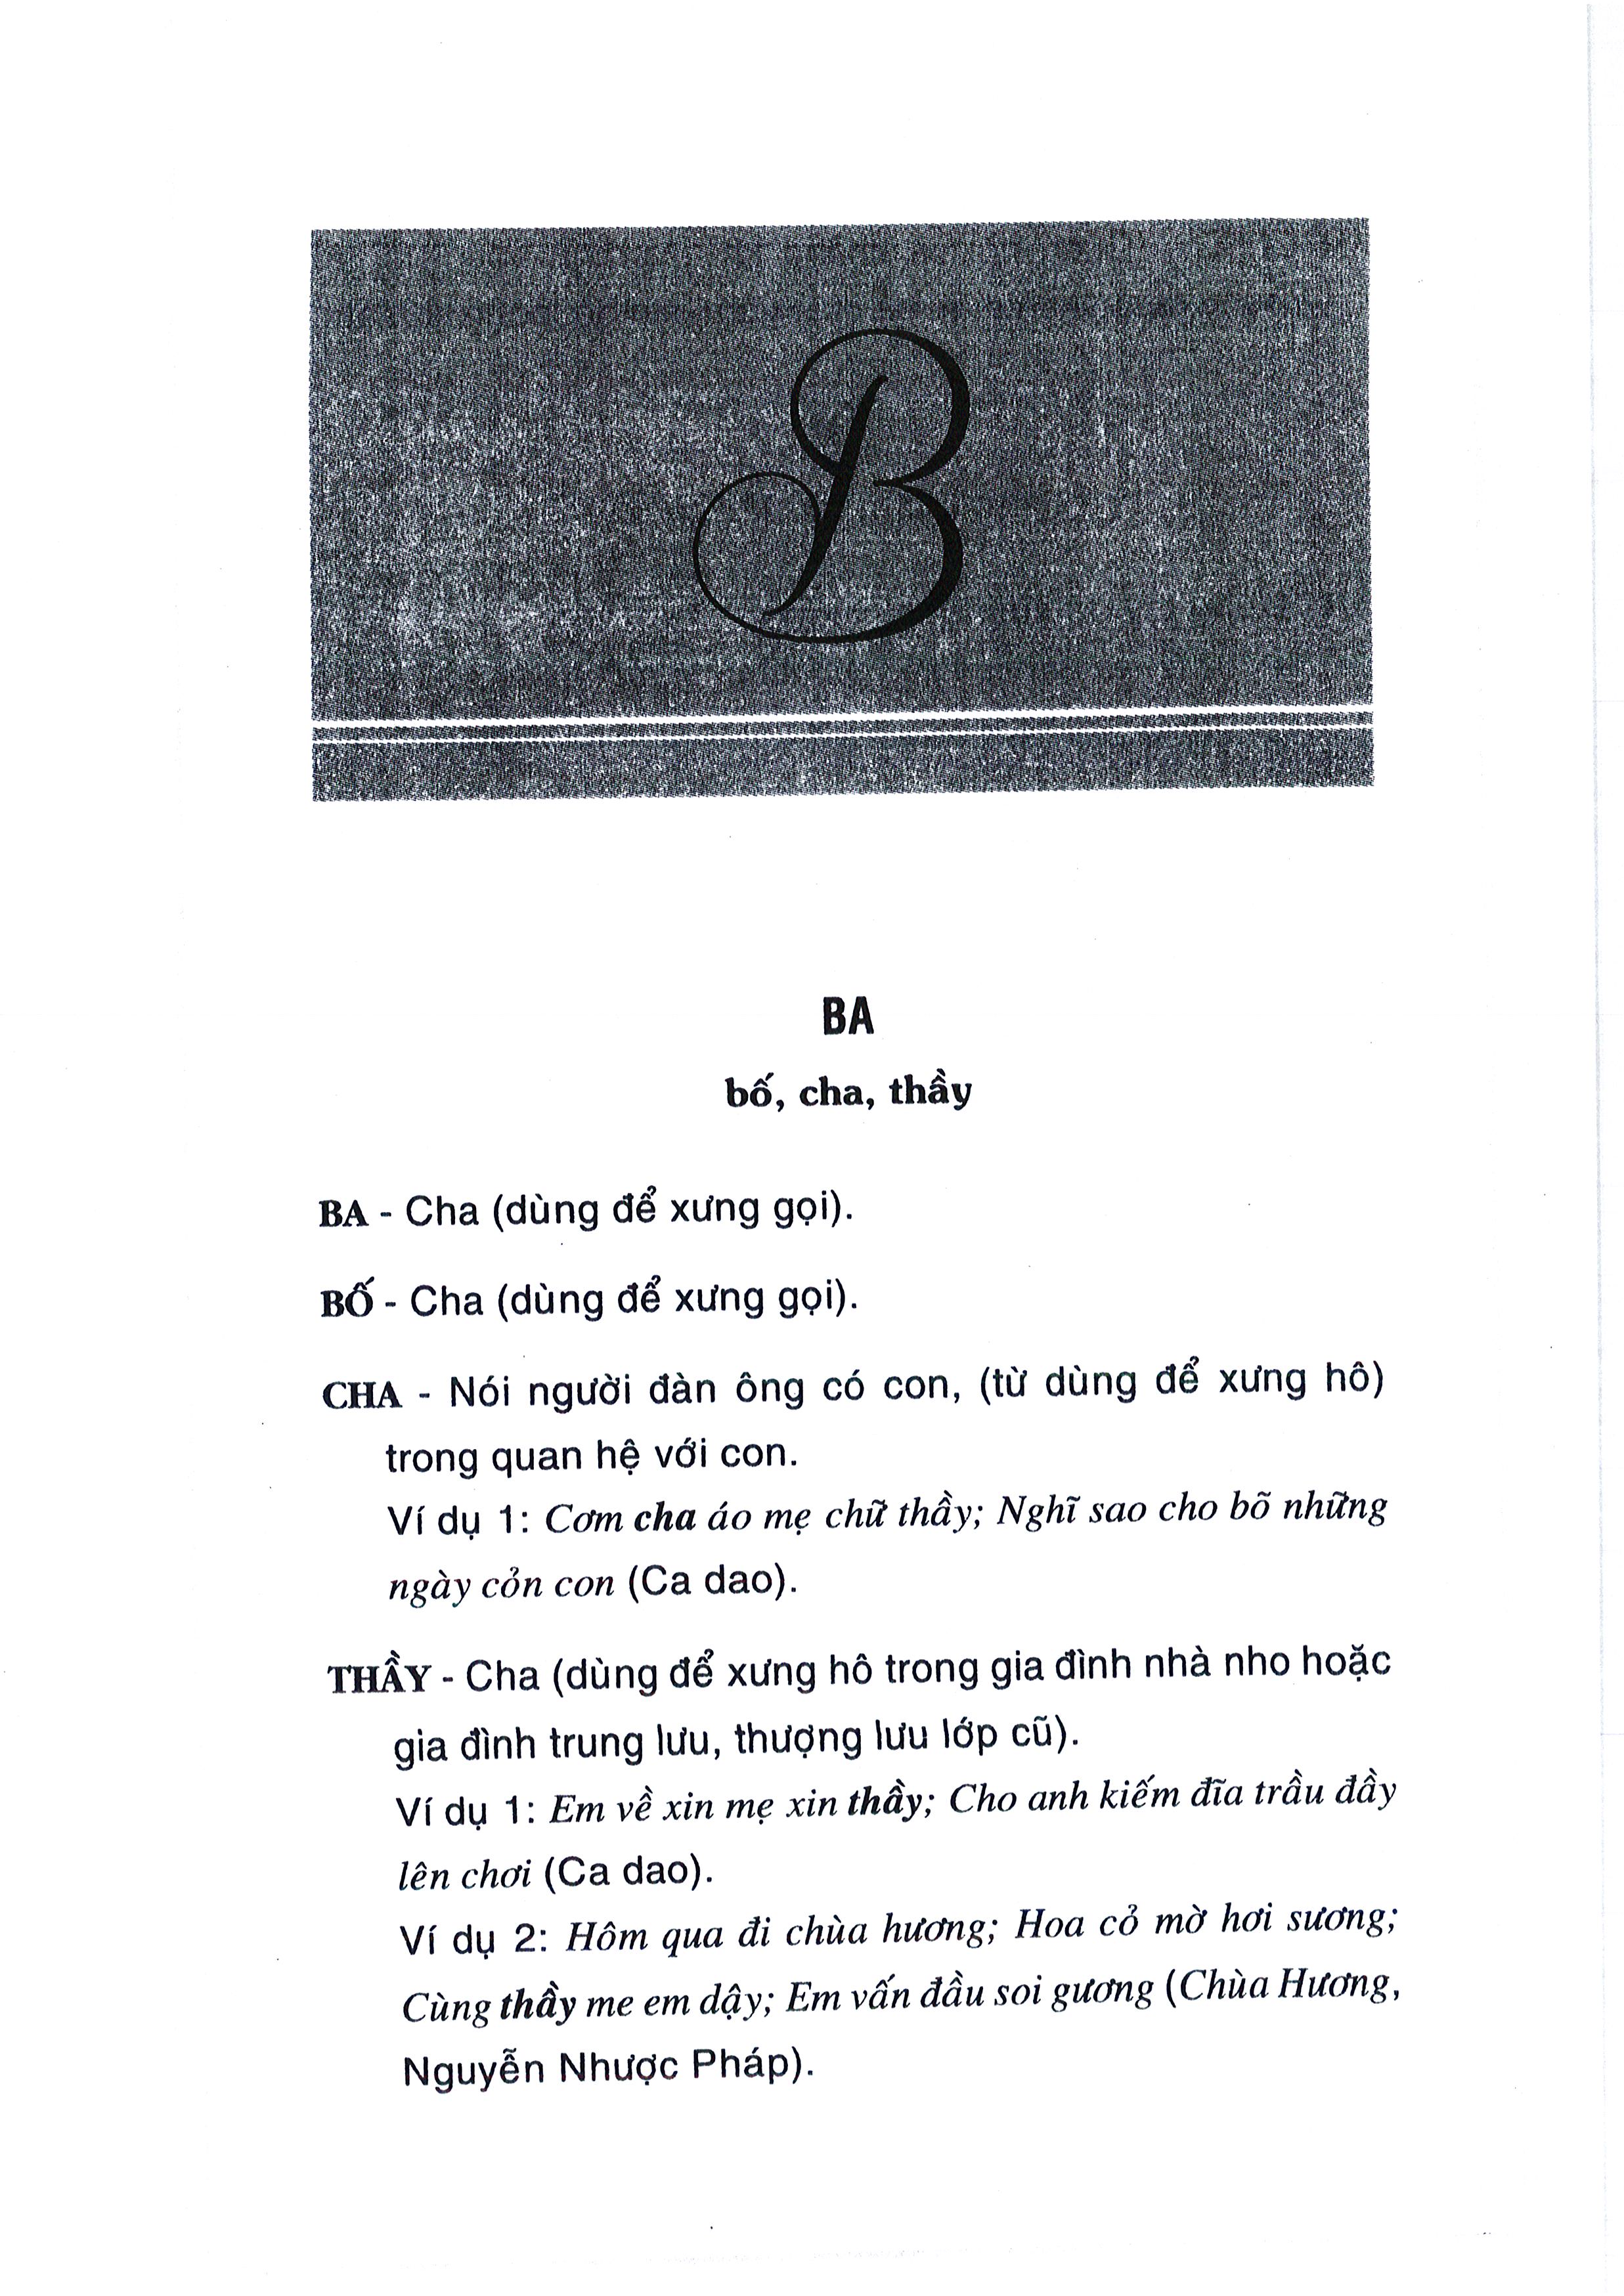 B
BA
bố, cha, thầy
BA - Cha (dùng để xưng gọi).
BỐ - Cha (dùng để xưng gọi).
CHA - Nói người đàn ông có con, (từ dùng để xưng hô)
trong quan hệ với con.
Ví dụ 1: Cơm cha áo mẹ chữ thầy; Nghĩ sao cho bõ những
ngày cỏn con (Ca dao).
THẦY - Cha (dùng để xưng hô trong gia đình nhà nho hoặc
gia đình trung lưu, thượng lưu lớp cũ).
Ví dụ 1: Em về xin mẹ xin thầy; Cho anh kiếm đĩa trầu đầy
lên chơi (Ca dao).
Ví dụ 2: Hôm qua đi chùa hương; Hoa cỏ mờ hơi sương;
Cùng thầy me em dậy; Em vấn đầu soi gương (Chùa Hương,
Nguyễn Nhược Pháp).